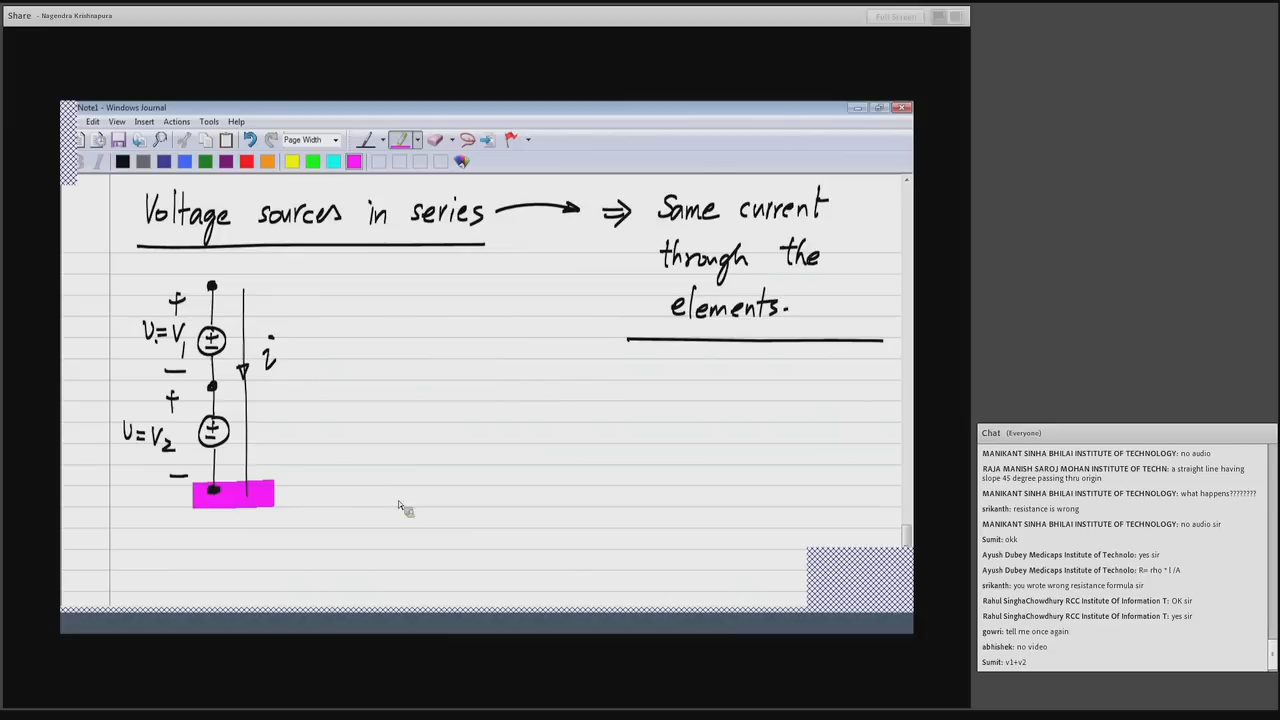 Share - Nagendra Krishnapura
Full Screen
Note1 - Windows Journal
Edit View Insert Actions Tools Help
Page Width
Voltage sources in series → ⇒ Same current
through the
elements.
+
v=V1
−
i
+
v=V2
−
Chat (Everyone)
MANIKANT SINHA BHILAI INSTITUTE OF TECHNOLOGY: no audio
RAJA MANISH SAROJ MOHAN INSTITUTE OF TECHN: a straight line having
slope 45 degree passing thru origin
MANIKANT SINHA BHILAI INSTITUTE OF TECHNOLOGY: what happens????????
srikanth: resistance is wrong
MANIKANT SINHA BHILAI INSTITUTE OF TECHNOLOGY: no audio sir
Sumit: okk
Ayush Dubey Medicaps Institute of Technolo: yes sir
Ayush Dubey Medicaps Institute of Technolo: R= rho * l /A
srikanth: you wrote wrong resistance formula sir
Rahul SinghaChowdhury RCC Institute Of Information T: OK sir
Rahul SinghaChowdhury RCC Institute Of Information T: yes sir
gowri: tell me once again
abhishek: no video
Sumit: v1+v2